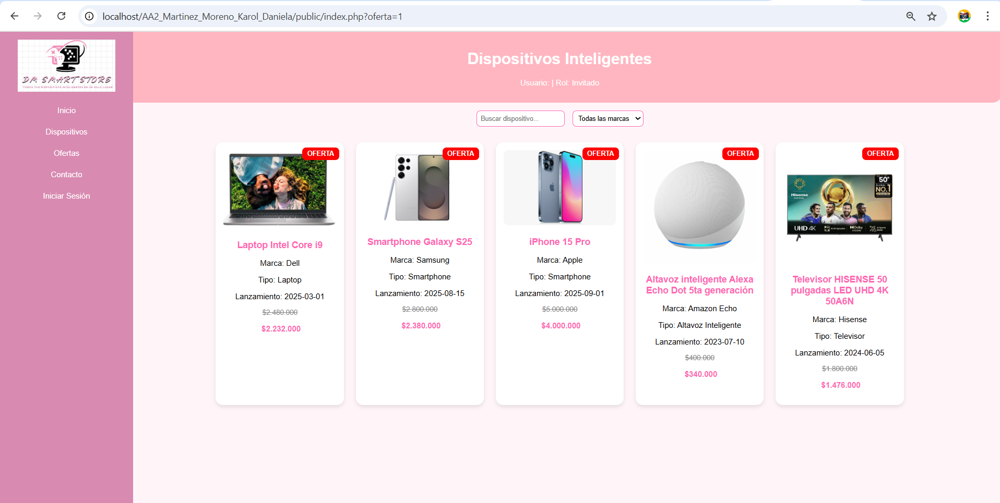 localhost/AA2_Martinez_Moreno_Karol_Daniela/public/index.php?oferta=1
DM SMART STORE
TODOS TUS DISPOSITIVOS INTELIGENTES EN UN SOLO LUGAR
Inicio
Dispositivos
Ofertas
Contacto
Iniciar Sesión
Dispositivos Inteligentes
Usuario: | Rol: Invitado
Buscar dispositivo...
Todas las marcas
OFERTA
Laptop Intel Core i9
Marca: Dell
Tipo: Laptop
Lanzamiento: 2025-03-01
$2.480.000
$2.232.000
OFERTA
Smartphone Galaxy S25
Marca: Samsung
Tipo: Smartphone
Lanzamiento: 2025-08-15
$2.800.000
$2.380.000
OFERTA
iPhone 15 Pro
Marca: Apple
Tipo: Smartphone
Lanzamiento: 2025-09-01
$5.000.000
$4.000.000
OFERTA
Altavoz inteligente Alexa
Echo Dot 5ta generación
Marca: Amazon Echo
Tipo: Altavoz Inteligente
Lanzamiento: 2023-07-10
$400.000
$340.000
OFERTA
50"
GLOBAL
NO.1
Hisense
UHD 4K
Dolby
VISION
Televisor HISENSE 50
pulgadas LED UHD 4K
50A6N
Marca: Hisense
Tipo: Televisor
Lanzamiento: 2024-06-05
$1.800.000
$1.476.000